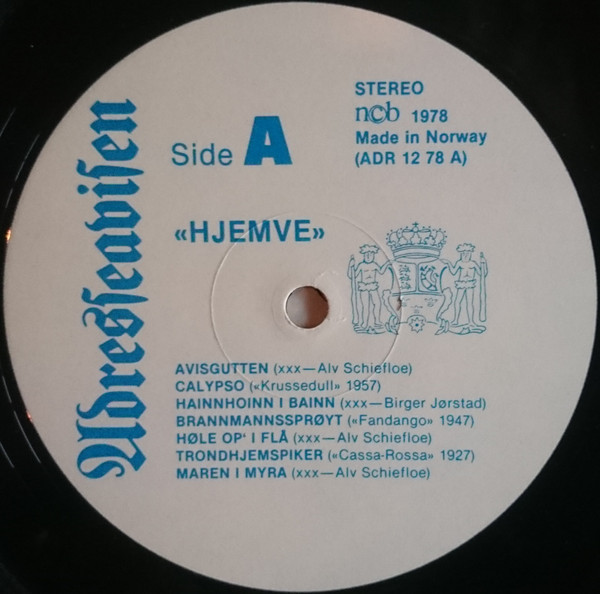 Adresseavisen
Side A
STEREO
ncb 1978
Made in Norway
(ADR 12 78 A)
«HJEMVE»
AVISGUTTEN (xxx—Alv Schiefloe)
CALYPSO («Krussedull» 1957)
HAINNHOINN I BAINN (xxx—Birger Jørstad)
BRANNMANNSSPRØYT («Fandango» 1947)
HØLE OP' I FLÅ (xxx—Alv Schiefloe)
TRONDHJEMSPIKER («Cassa-Rossa» 1927)
MAREN I MYRA (xxx—Alv Schiefloe)